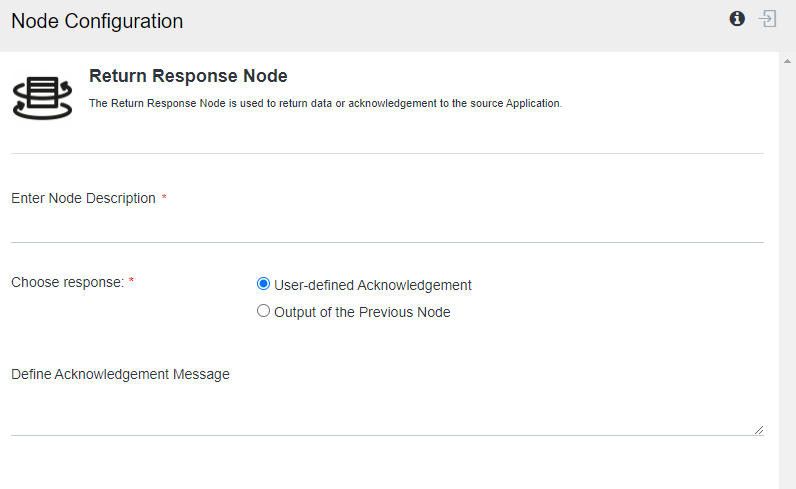 Node Configuration
Return Response Node
The Return Response Node is used to return data or acknowledgement to the source Application.
Enter Node Description *
Choose response: *
User-defined Acknowledgement
Output of the Previous Node
Define Acknowledgement Message